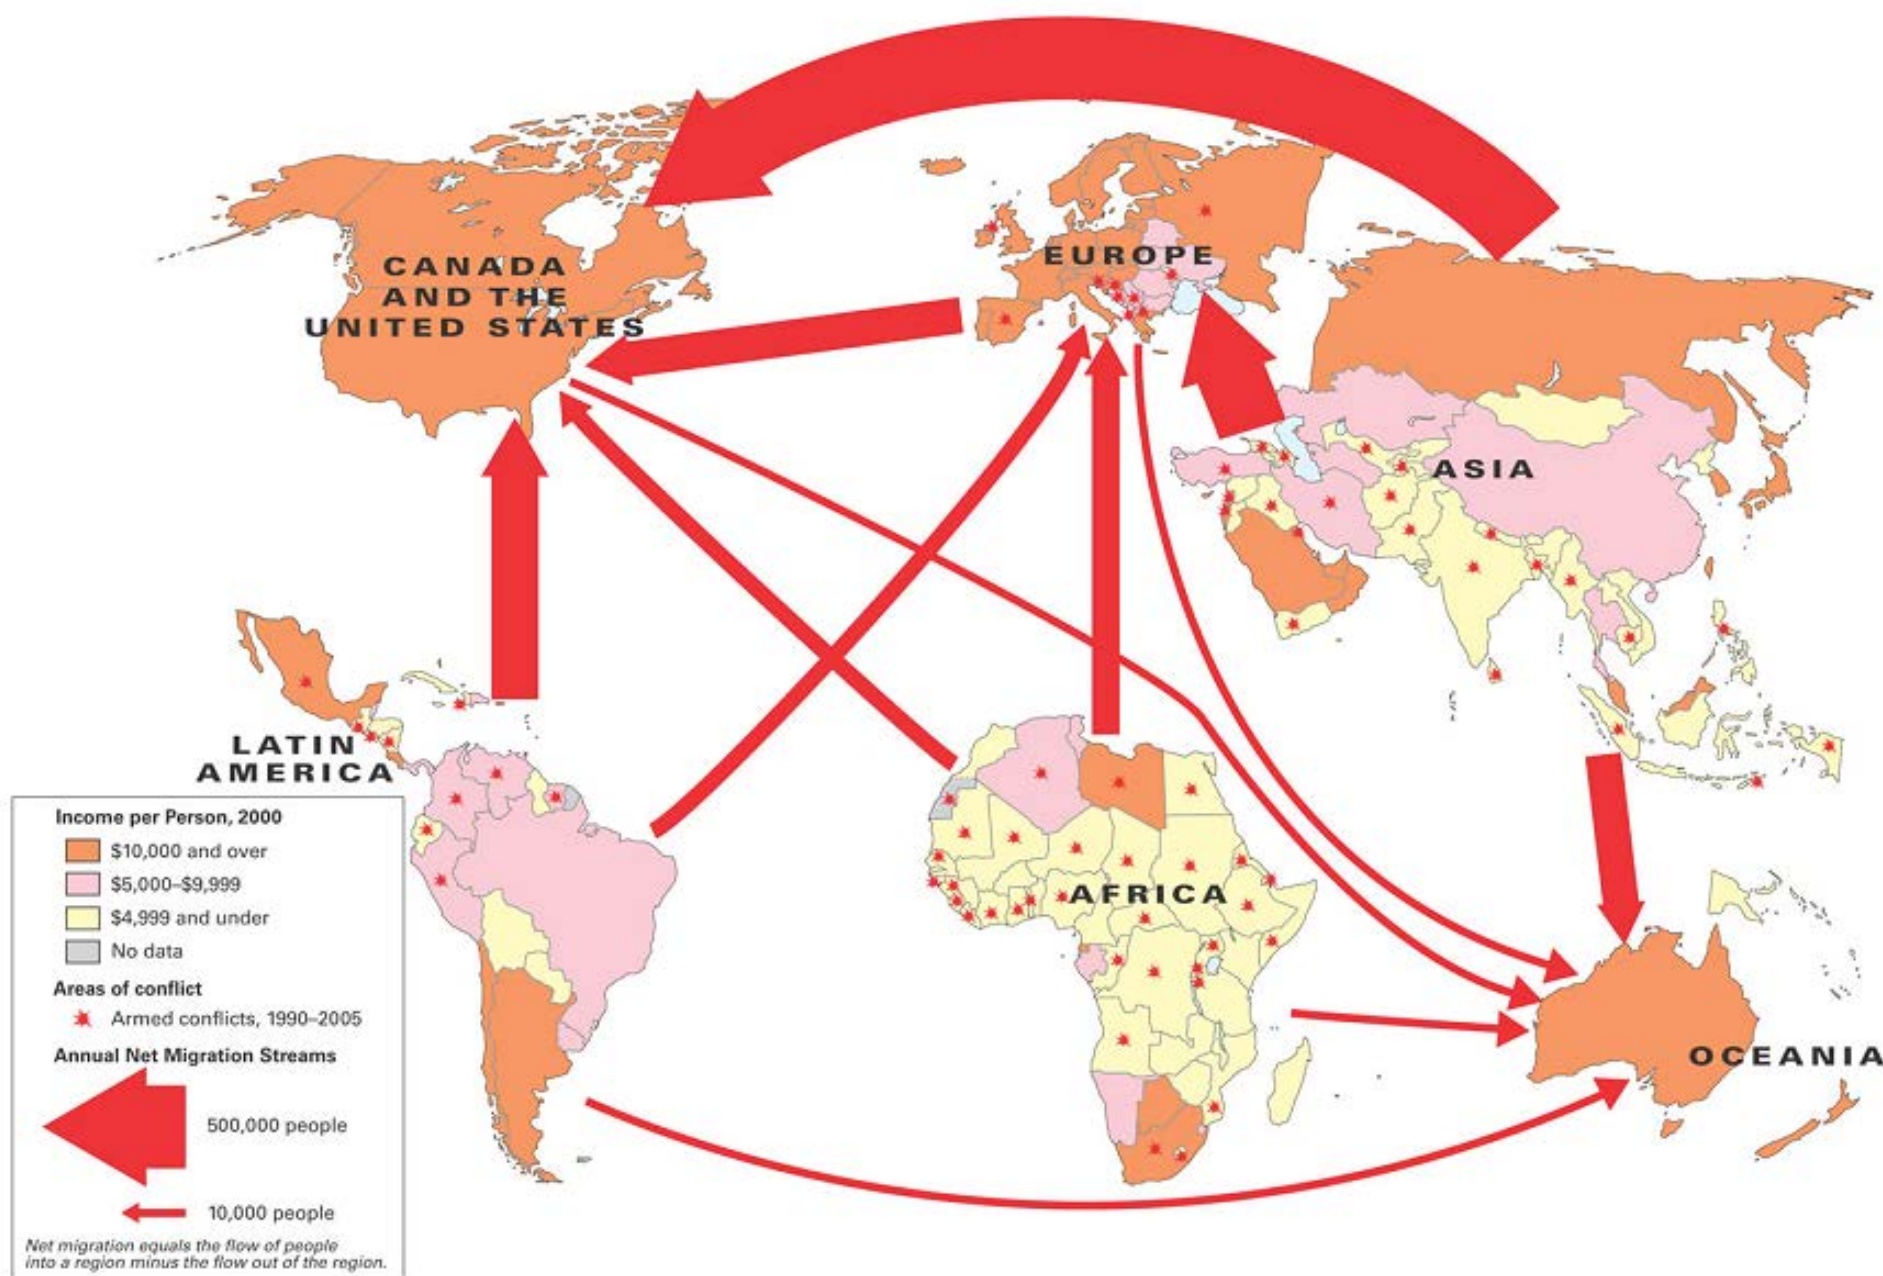 CANADA
AND THE
UNITED STATES
EUROPE
ASIA
LATIN
AMERICA
AFRICA
OCEANIA
Income per Person, 2000
$10,000 and over
$5,000–$9,999
$4,999 and under
No data
Areas of conflict
Armed conflicts, 1990–2005
Annual Net Migration Streams
500,000 people
10,000 people
Net migration equals the flow of people
into a region minus the flow out of the region.